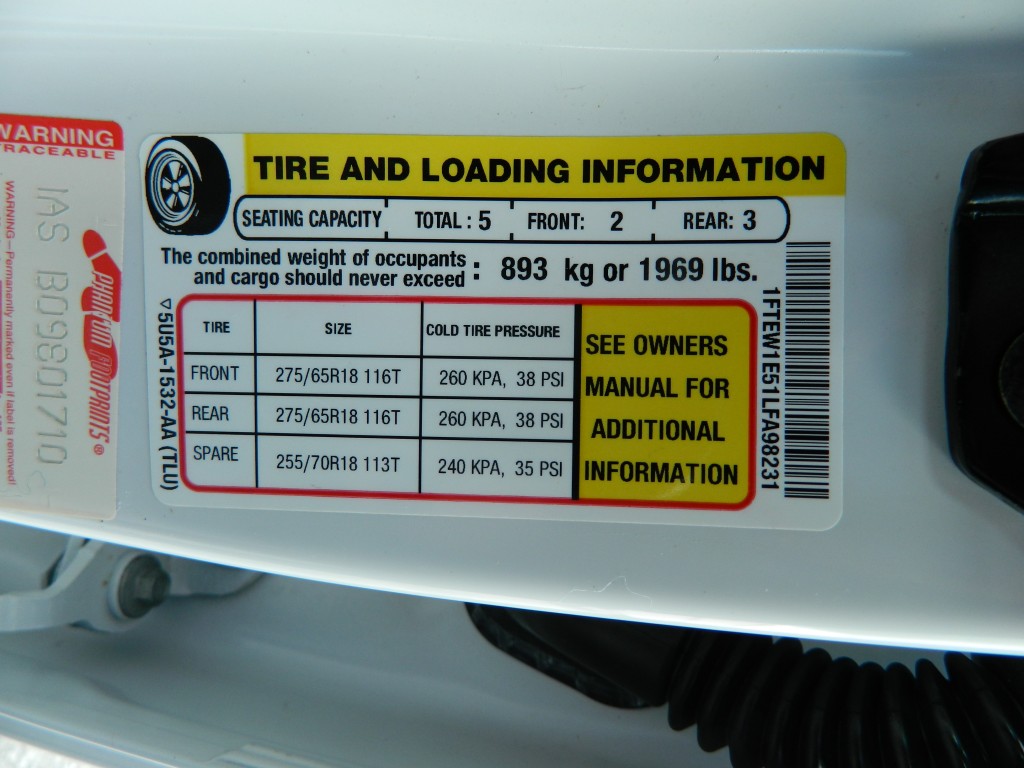 WARNING
TRACEABLE
WARNING—Permanently marked even if label is removed!
IAS B09801710
PHANTOM FOOTPRINTS®
TIRE AND LOADING INFORMATION
SEATING CAPACITY TOTAL : 5 FRONT: 2 REAR: 3
The combined weight of occupants
and cargo should never exceed : 893 kg or 1969 lbs.
TIRE SIZE COLD TIRE PRESSURE
FRONT 275/65R18 116T 260 KPA, 38 PSI
REAR 275/65R18 116T 260 KPA, 38 PSI
SPARE 255/70R18 113T 240 KPA, 35 PSI
SEE OWNERS
MANUAL FOR
ADDITIONAL
INFORMATION
▽5U5A-1532-AA (TLU)
1FTEW1E51LFA98231